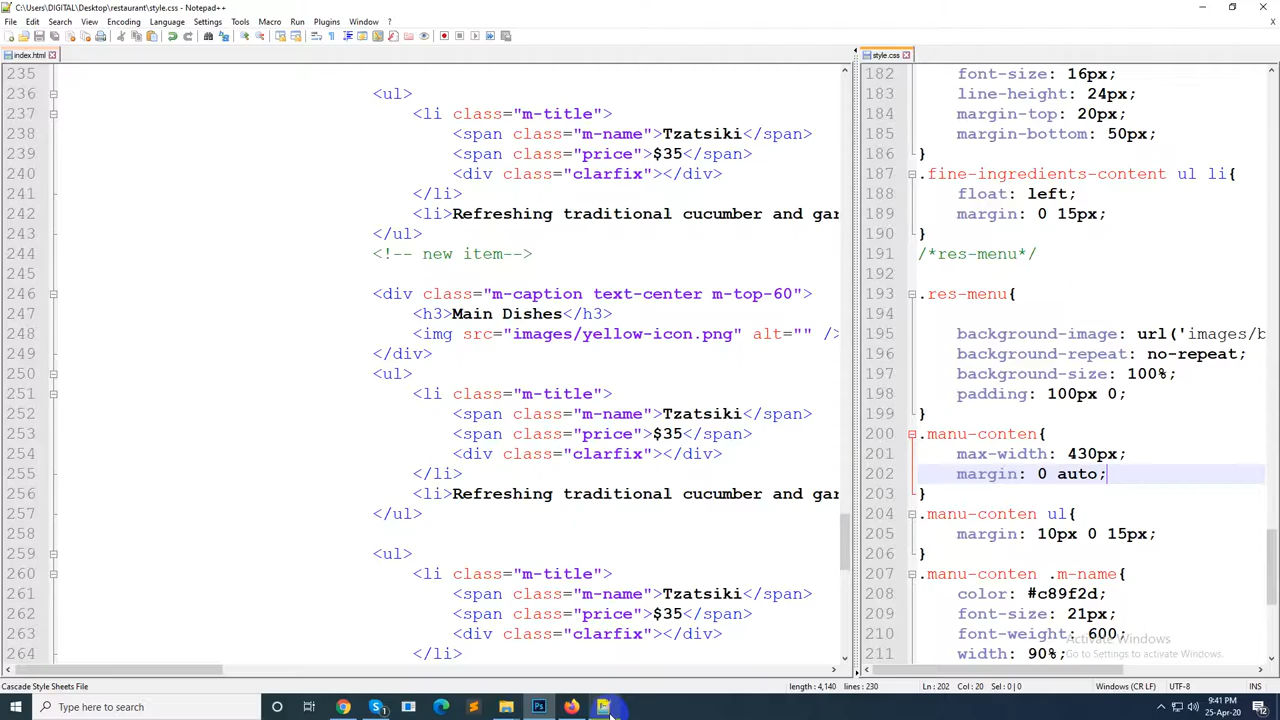 C:\Users\DIGITAL\Desktop\restaurant\style.css - Notepad++
File Edit Search View Encoding Language Settings Tools Macro Run Plugins Window ?
index.html
235
236 <ul>
237 <li class="m-title">
238 <span class="m-name">Tzatsiki</span>
239 <span class="price">$35</span>
240 <div class="clarfix"></div>
241 </li>
242 <li>Refreshing traditional cucumber and gar
243 </ul>
244 <!-- new item-->
245
246 <div class="m-caption text-center m-top-60">
247 <h3>Main Dishes</h3>
248 <img src="images/yellow-icon.png" alt="" />
249 </div>
250 <ul>
251 <li class="m-title">
252 <span class="m-name">Tzatsiki</span>
253 <span class="price">$35</span>
254 <div class="clarfix"></div>
255 </li>
256 <li>Refreshing traditional cucumber and gar
257 </ul>
258
259 <ul>
260 <li class="m-title">
261 <span class="m-name">Tzatsiki</span>
262 <span class="price">$35</span>
263 <div class="clarfix"></div>
264 </li>
style.css
182 font-size: 16px;
183 line-height: 24px;
184 margin-top: 20px;
185 margin-bottom: 50px;
186 }
187 .fine-ingredients-content ul li{
188 float: left;
189 margin: 0 15px;
190 }
191 /*res-menu*/
192
193 .res-menu{
194
195 background-image: url('images/b
196 background-repeat: no-repeat;
197 background-size: 100%;
198 padding: 100px 0;
199 }
200 .manu-conten{
201 max-width: 430px;
202 margin: 0 auto;
203 }
204 .manu-conten ul{
205 margin: 10px 0 15px;
206 }
207 .manu-conten .m-name{
208 color: #c89f2d;
209 font-size: 21px;
210 font-weight: 600;
211 width: 90%;
Activate Windows
Go to Settings to activate Windows.
Cascade Style Sheets File length : 4,140 lines : 230 Ln : 202 Col : 20 Sel : 0 | 0 Windows (CR LF) UTF-8 INS
Type here to search
9:41 PM
25-Apr-20
12